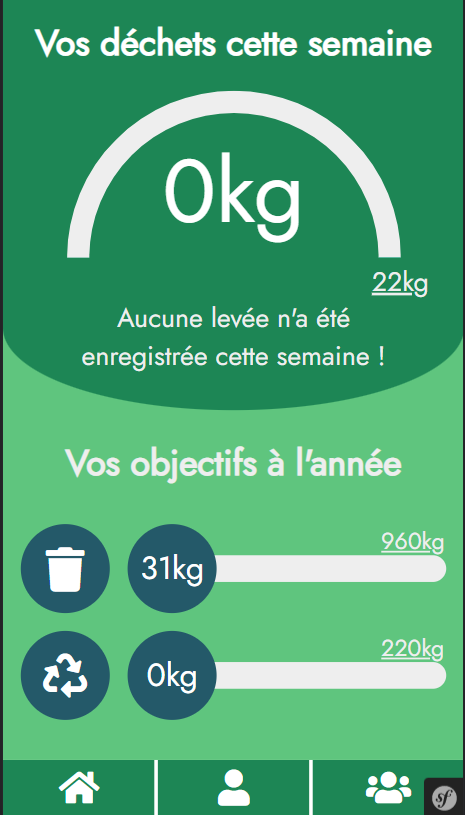 Vos déchets cette semaine
0kg
22kg
Aucune levée n'a été
enregistrée cette semaine !
Vos objectifs à l'année
960kg
31kg
220kg
0kg
sf